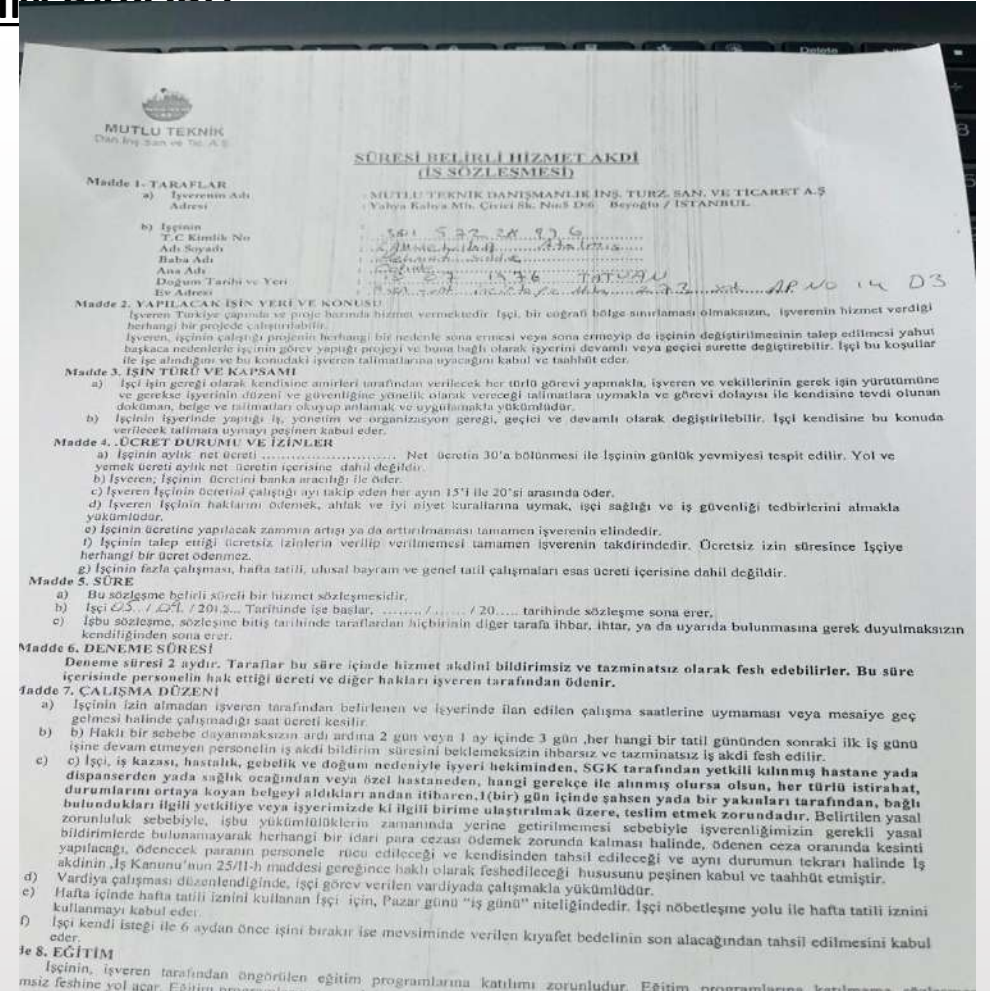 Delete
MUTLU TEKNİK
Dan. İnş. San ve Tic. A.Ş.
SÜRESİ BELİRLİ HİZMET AKDİ
(İŞ SÖZLEŞMESİ)
Madde 1- TARAFLAR
a) İşverenin Adı : MUTLU TEKNİK DANIŞMANLIK İNŞ. TURZ. SAN. VE TİCARET A.Ş
Adresi : Yahya Kahya Mh. Çivici Sk. No:8 D:6 Beyoğlu / İSTANBUL
b) İşçinin
T.C Kimlik No
Adı Soyadı
Baba Adı
Ana Adı
Doğum Tarihi ve Yeri 1976 TATVAN
Ev Adresi AP. NO 14 D3
Madde 2. YAPILACAK İŞİN YERİ VE KONUSU
İşveren Türkiye çapında ve proje bazında hizmet vermektedir. İşçi, bir coğrafi bölge sınırlaması olmaksızın, işverenin hizmet verdiği
herhangi bir projede çalıştırılabilir.
İşveren, işçinin çalıştığı projenin herhangi bir nedenle sona ermesi veya sona ermeyip de işçinin değiştirilmesinin talep edilmesi yahut
başkaca nedenlerle işçinin görev yaptığı projeyi ve buna bağlı olarak işyerini devamlı veya geçici surette değiştirebilir. İşçi bu koşullar
ile işe alındığını ve bu konudaki işveren talimatlarına uyacağını kabul ve taahhüt eder.
Madde 3. İŞİN TÜRÜ VE KAPSAMI
a) İşçi işin gereği olarak kendisine amirleri tarafından verilecek her türlü görevi yapmakla, işveren ve vekillerinin gerek işin yürütümüne
ve gerekse işyerinin düzeni ve güvenliğine yönelik olarak vereceği talimatlara uymakla ve görevi dolayısı ile kendisine tevdi olunan
doküman, belge ve talimatları okuyup anlamak ve uygulamakla yükümlüdür.
b) İşçinin işyerinde yaptığı iş, yönetim ve organizasyon gereği, geçici ve devamlı olarak değiştirilebilir. İşçi kendisine bu konuda
verilecek talimata uymayı peşinen kabul eder.
Madde 4. .ÜCRET DURUMU VE İZİNLER
a) İşçinin aylık net ücreti ........................... Net ücretin 30'a bölünmesi ile İşçinin günlük yevmiyesi tespit edilir. Yol ve
yemek ücreti aylık net ücretin içerisine dahil değildir.
b) İşveren; İşçinin ücretini banka aracılığı ile öder.
c) İşveren İşçinin ücretini çalıştığı ayı takip eden her ayın 15'i ile 20'si arasında öder.
d) İşveren İşçinin haklarını ödemek, ahlak ve iyi niyet kurallarına uymak, işçi sağlığı ve iş güvenliği tedbirlerini almakla
yükümlüdür.
e) İşçinin ücretine yapılacak zammın artışı ya da arttırılmaması tamamen işverenin elindedir.
f) İşçinin talep ettiği ücretsiz izinlerin verilip verilmemesi tamamen işverenin takdirindedir. Ücretsiz izin süresince İşçiye
herhangi bir ücret ödenmez.
g) İşçinin fazla çalışması, hafta tatili, ulusal bayram ve genel tatil çalışmaları esas ücreti içerisine dahil değildir.
Madde 5. SÜRE
a) Bu sözleşme belirli süreli bir hizmet sözleşmesidir.
b) İşçi Tarihinde işe başlar, ......../....... / 20..... tarihinde sözleşme sona erer.
c) İşbu sözleşme, sözleşme bitiş tarihinde taraflardan hiçbirinin diğer tarafa ihbar, ihtar, ya da uyarıda bulunmasına gerek duyulmaksızın
kendiliğinden sona erer.
Madde 6. DENEME SÜRESİ
Deneme süresi 2 aydır. Taraflar bu süre içinde hizmet akdini bildirimsiz ve tazminatsız olarak fesh edebilirler. Bu süre
içerisinde personelin hak ettiği ücreti ve diğer hakları işveren tarafından ödenir.
Madde 7. ÇALIŞMA DÜZENİ
a) İşçinin izin almadan işveren tarafından belirlenen ve işyerinde ilan edilen çalışma saatlerine uymaması veya mesaiye geç
gelmesi halinde çalışmadığı saat ücreti kesilir.
b) b) Haklı bir sebebe dayanmaksızın ardı ardına 2 gün veya 1 ay içinde 3 gün ,her hangi bir tatil gününden sonraki ilk iş günü
işine devam etmeyen personelin iş akdi bildirim süresini beklemeksizin ihbarsız ve tazminatsız iş akdi fesh edilir.
c) c) İşçi, iş kazası, hastalık, gebelik ve doğum nedeniyle işyeri hekiminden, SGK tarafından yetkili kılınmış hastane yada
dispanserden yada sağlık ocağından veya özel hastaneden, hangi gerekçe ile alınmış olursa olsun, her türlü istirahat,
durumlarını ortaya koyan belgeyi aldıkları andan itibaren,1(bir) gün içinde şahsen yada bir yakınları tarafından, bağlı
bulundukları ilgili yetkiliye veya işyerimizde ki ilgili birime ulaştırılmak üzere, teslim etmek zorundadır. Belirtilen yasal
zorunluluk sebebiyle, işbu yükümlülüklerin zamanında yerine getirilmemesi sebebiyle işverenliğimizin gerekli yasal
bildirimlerde bulunamayarak herhangi bir idari para cezası ödemek zorunda kalması halinde, ödenen ceza oranında kesinti
yapılacağı, ödenecek paranın personele rücu edileceği ve kendisinden tahsil edileceği ve aynı durumun tekrarı halinde İş
akdinin ,İş Kanunu'nun 25/11-h maddesi gereğince haklı olarak feshedileceği hususunu peşinen kabul ve taahhüt etmiştir.
d) Vardiya çalışması düzenlendiğinde, işçi görev verilen vardiyada çalışmakla yükümlüdür.
e) Hafta içinde hafta tatili iznini kullanan İşçi için, Pazar günü "iş günü" niteliğindedir. İşçi nöbetleşme yolu ile hafta tatili iznini
kullanmayı kabul eder.
f) İşçi kendi isteği ile 6 aydan önce işini bırakır ise mevsiminde verilen kıyafet bedelinin son alacağından tahsil edilmesini kabul
eder.
de 8. EĞİTİM
İşçinin, işveren tarafından öngörülen eğitim programlarına katılımı zorunludur. Eğitim programlarına katılmama
msiz feshine yol açar.